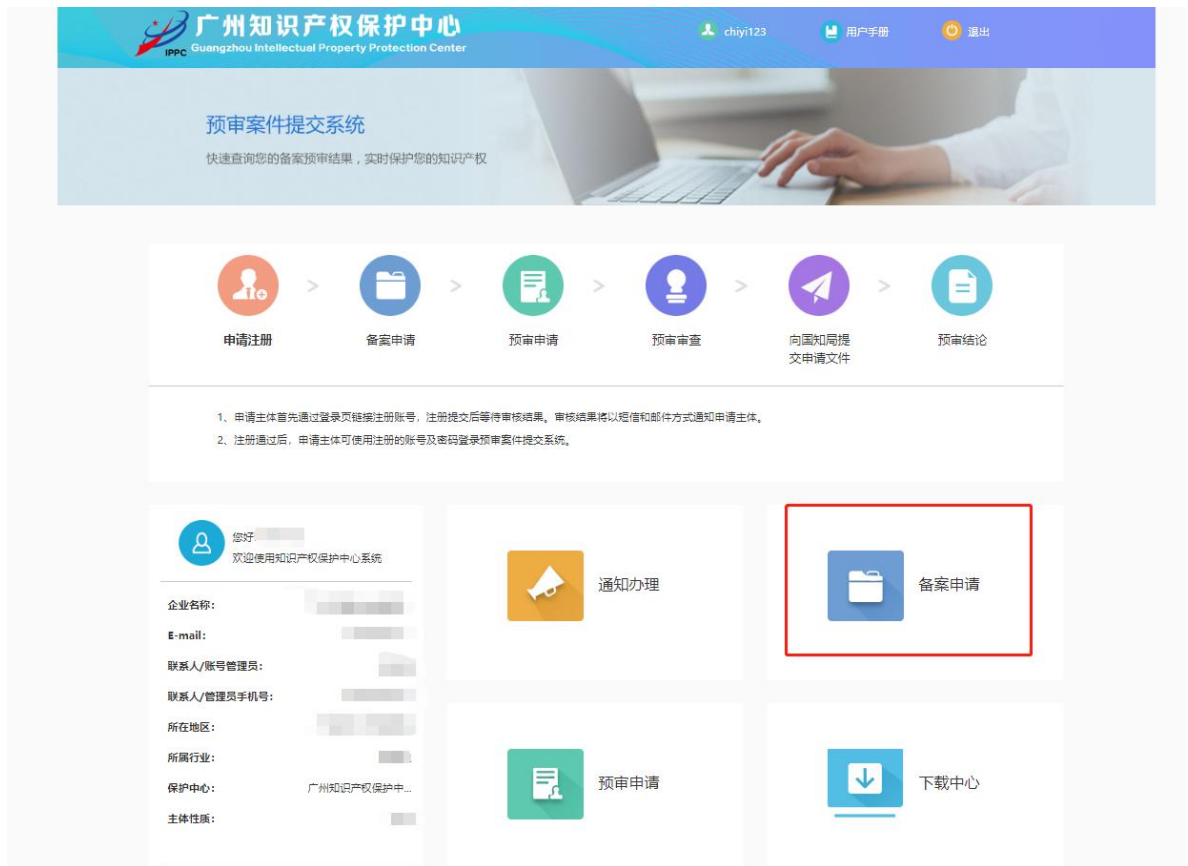 广州知识产权保护中心
IPPC Guangzhou Intellectual Property Protection Center
chiyi123
用户手册
退出
预审案件提交系统
快速查询您的备案预审结果，实时保护您的知识产权
申请注册 > 备案申请 > 预审申请 > 预审审查 > 向国知局提交申请文件 > 预审结论
1、申请主体首先通过登录页链接注册账号，注册提交后等待审核结果。审核结果将以短信和邮件方式通知申请主体。
2、注册通过后，申请主体可使用注册的账号及密码登录预审案件提交系统。
您好
欢迎使用知识产权保护中心系统
企业名称：
E-mail：
联系人/账号管理员：
联系人/管理员手机号：
所在地区：
所属行业：
保护中心： 广州知识产权保护中...
主体性质：
通知办理
备案申请
预审申请
下载中心